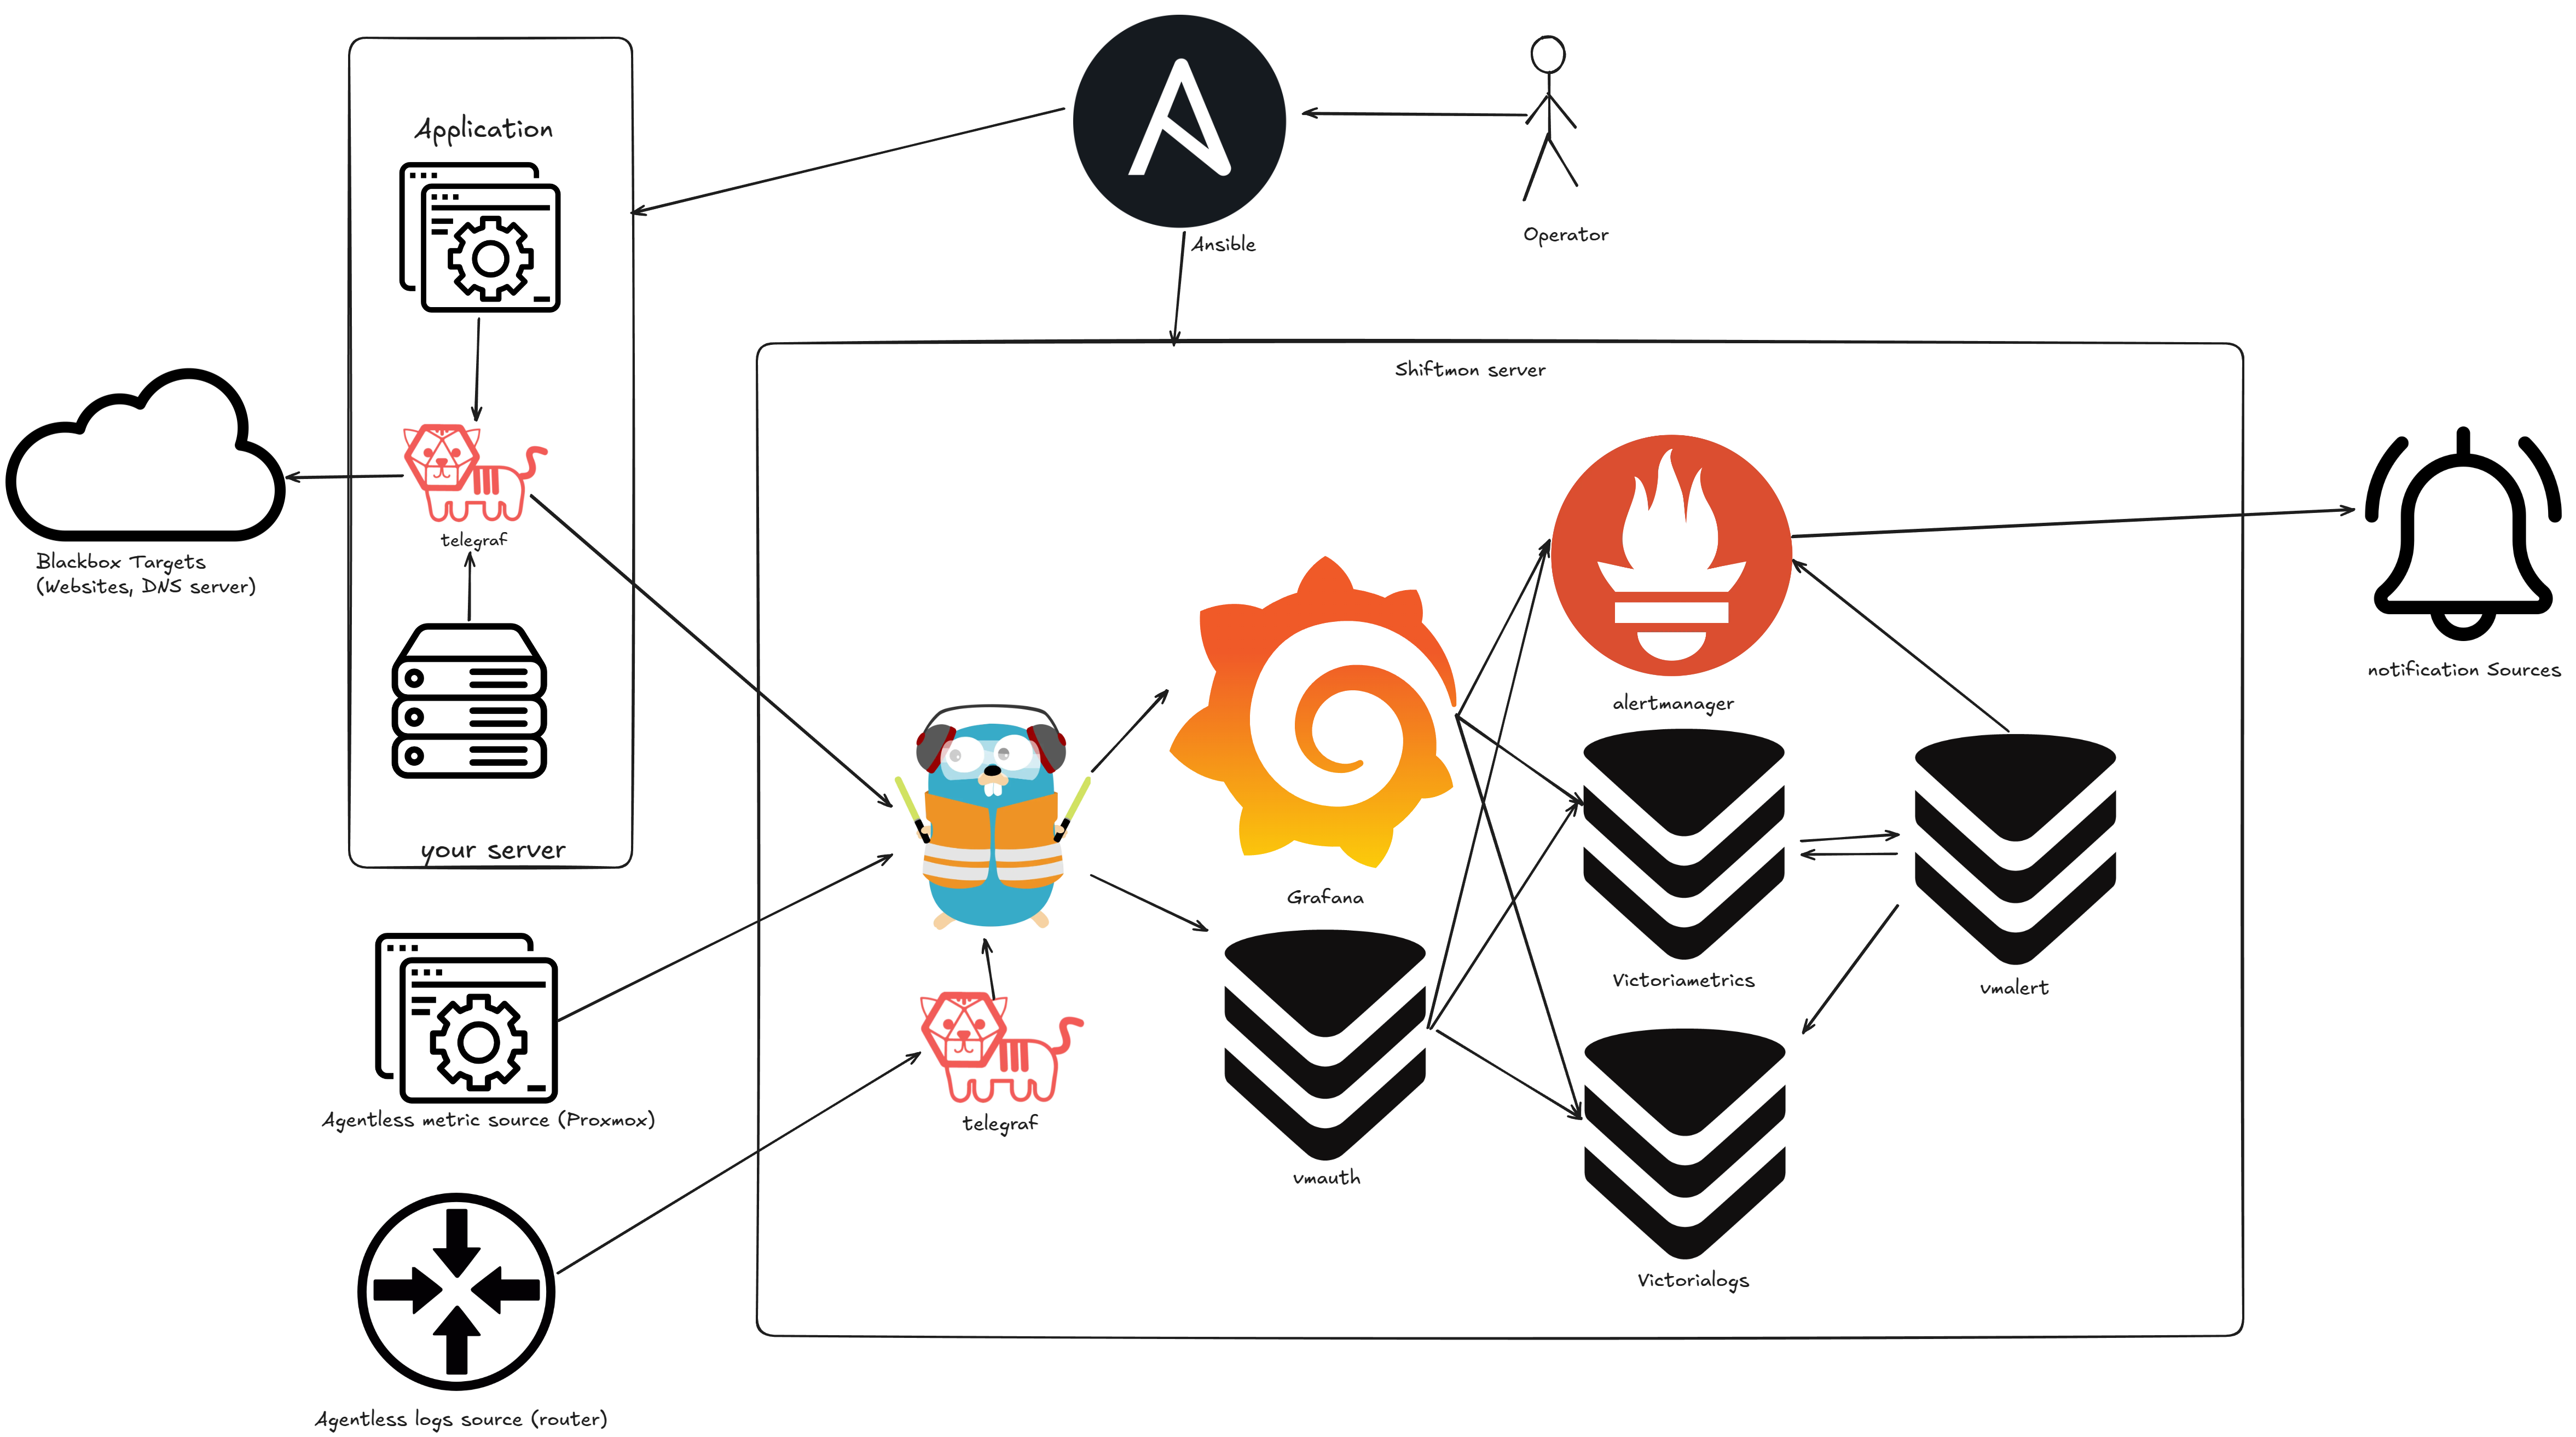 Application
Ansible
Operator
Shiftmon server
telegraf
Blackbox Targets
(Websites, DNS server)
notification Sources
alertmanager
your server
Grafana
Victoriametrics
vmalert
Agentless metric source (Proxmox)
telegraf
vmauth
Victorialogs
Agentless logs source (router)